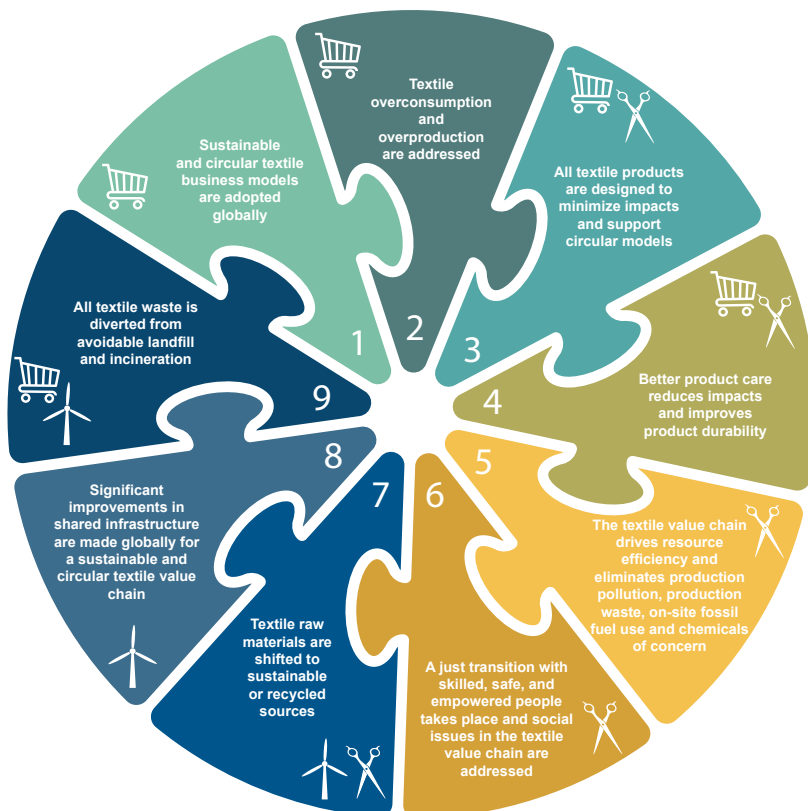 Sustainable
and circular textile
business models
are adopted
globally
1
Textile
overconsumption
and
overproduction
are addressed
2
All textile products
are designed to
minimize impacts
and support
circular models
3
Better product care
reduces impacts
and improves
product durability
4
The textile value chain
drives resource
efficiency and
eliminates production
pollution, production
waste, on-site fossil
fuel use and chemicals
of concern
5
A just transition with
skilled, safe, and
empowered people
takes place and social
issues in the textile
value chain are
addressed
6
Textile raw
materials are
shifted to
sustainable
or recycled
sources
7
Significant
improvements in
shared infrastructure
are made globally for
a sustainable and
circular textile value
chain
8
All textile waste is
diverted from
avoidable landfill
and incineration
9